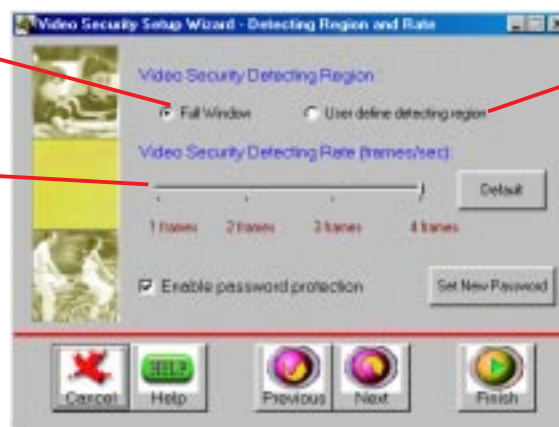 Video Security Setup Wizard - Detecting Region and Rate
Video Security Detecting Region :
Full Window
User define detecting region
Video Security Detecting Rate (frames/sec):
Default
1 frames
2 frames
3 frames
4 frames
Enable password protection
Set New Password
HELP
Cancel
Help
Previous
Next
Finish